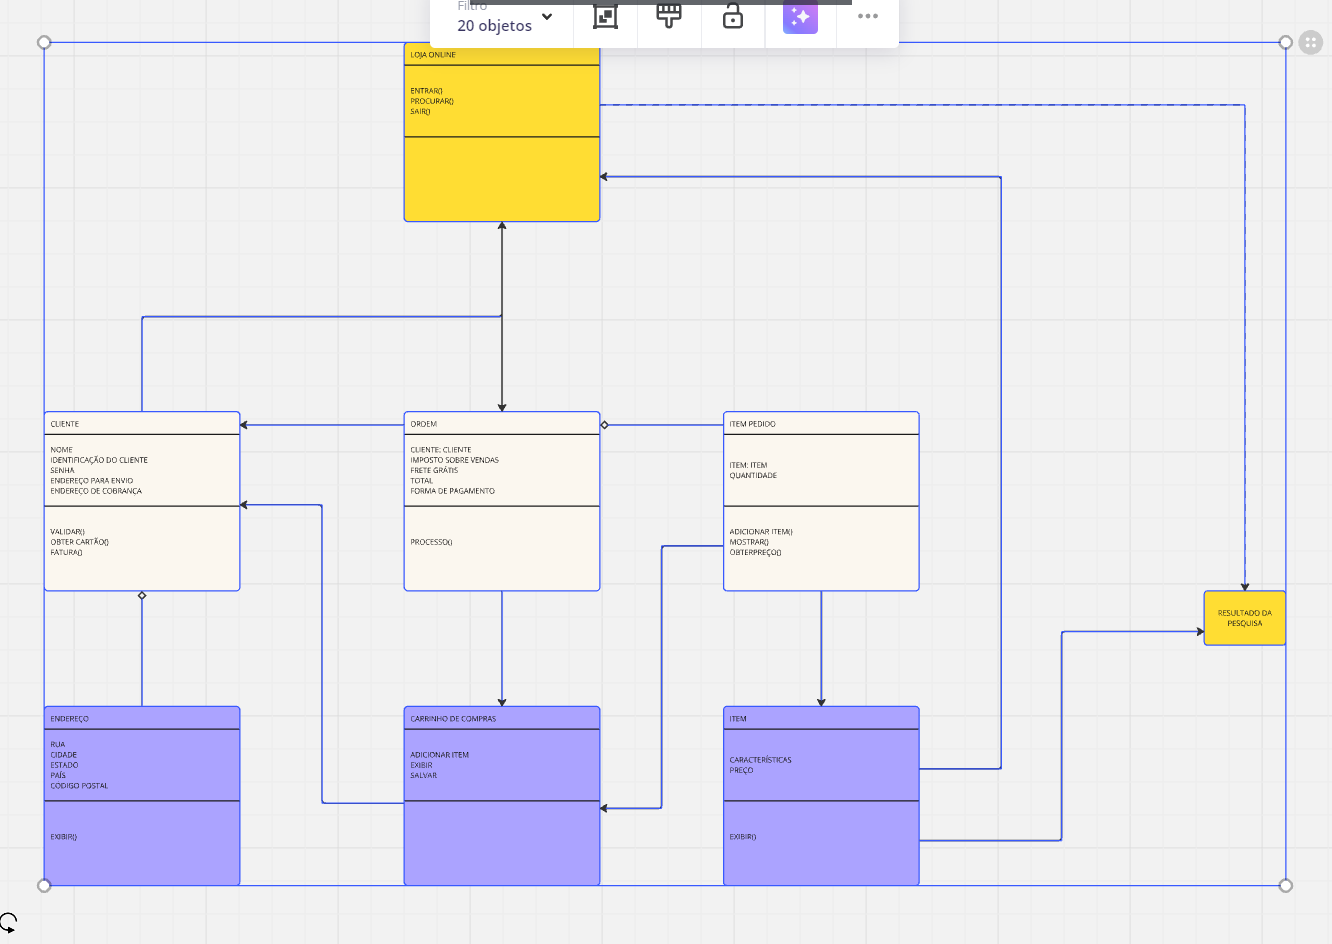 Filtro
20 objetos
LOJA ONLINE
ENTRAR()
PROCURAR()
SAIR()
CLIENTE
NOME
IDENTIFICAÇÃO DO CLIENTE
SENHA
ENDEREÇO PARA ENVIO
ENDEREÇO DE COBRANÇA
VALIDAR()
OBTER CARTÃO()
FATURA()
ORDEM
CLIENTE: CLIENTE
IMPOSTO SOBRE VENDAS
FRETE GRÁTIS
TOTAL
FORMA DE PAGAMENTO
PROCESSO()
ITEM PEDIDO
ITEM: ITEM
QUANTIDADE
ADICIONAR ITEM()
MOSTRAR()
OBTERPREÇO()
RESULTADO DA
PESQUISA
ENDEREÇO
RUA
CIDADE
ESTADO
PAÍS
CODIGO POSTAL
EXIBIR()
CARRINHO DE COMPRAS
ADICIONAR ITEM
EXIBIR
SALVAR
ITEM
CARACTERÍSTICAS
PREÇO
EXIBIR()